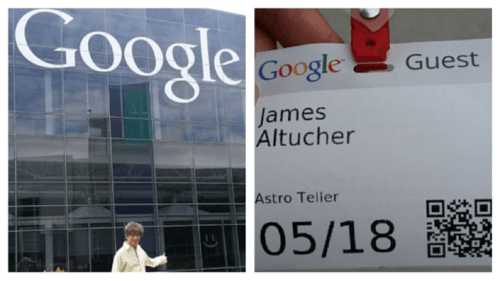 Google
Google Guest
James
Altucher
Astro Teller
05/18